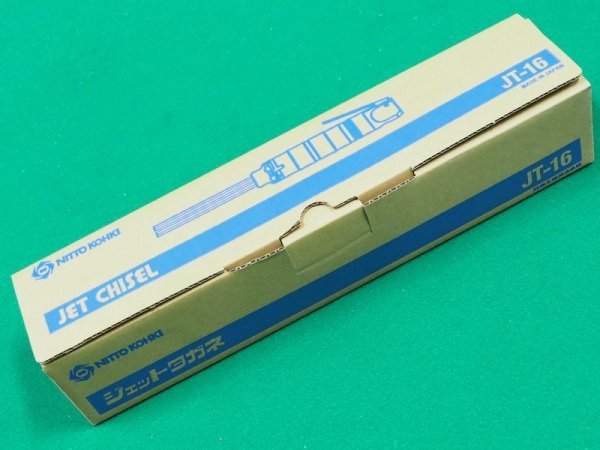 JT-16
MADE IN JAPAN
NITTO KOHKI
JET CHISEL
JT-16
NITTO KOHKI
ジェットタガネ